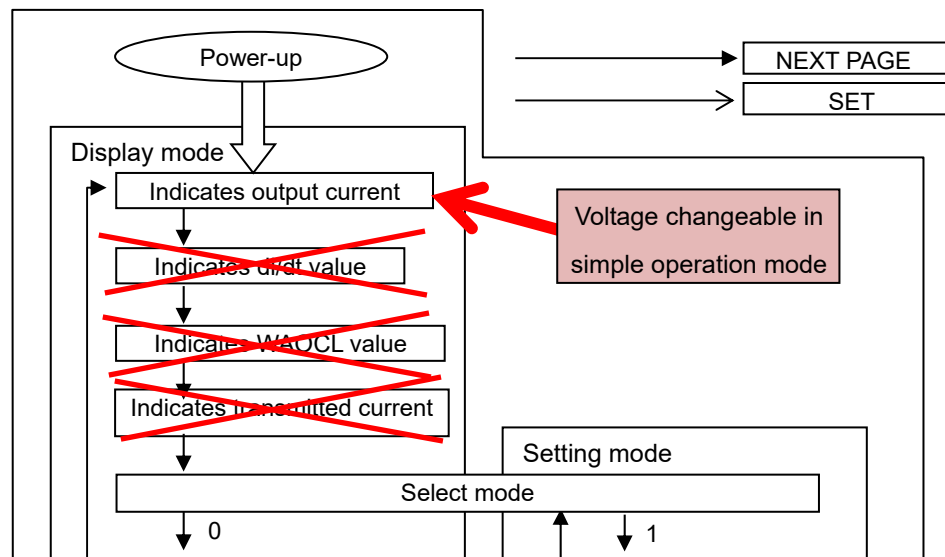 Power-up
NEXT PAGE
SET
Display mode
Indicates output current
Voltage changeable in
simple operation mode
Indicates di/dt value
Indicates WAOCL value
Indicates transmitted current
Setting mode
Select mode
0
1